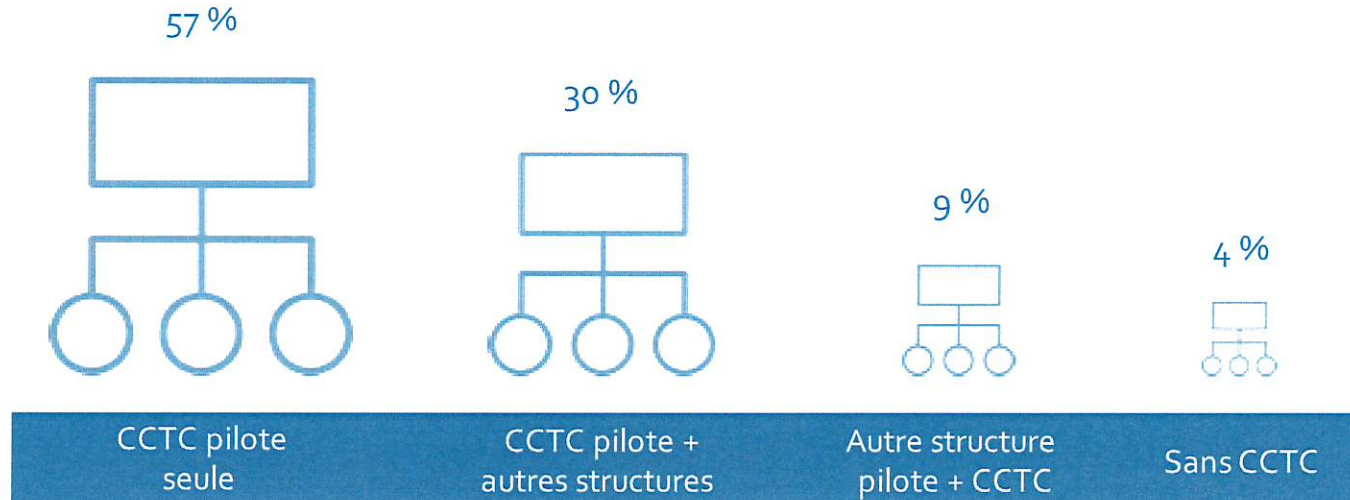 57 %
30 %
9 %
4 %
CCTC pilote
seule
CCTC pilote +
autres structures
Autre structure
pilote + CCTC
Sans CCTC